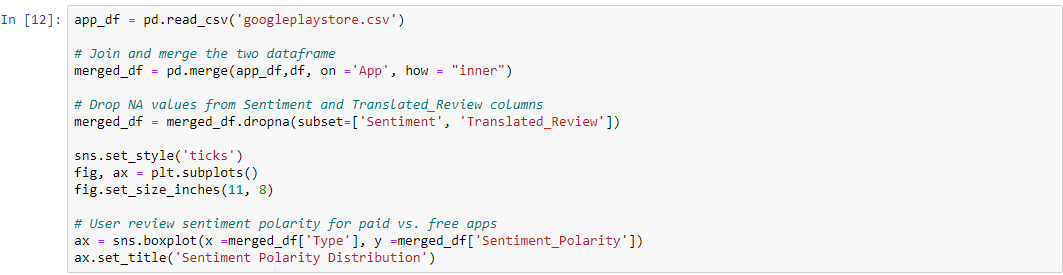 In [12]: app_df = pd.read_csv('googleplaystore.csv')
# Join and merge the two dataframe
merged_df = pd.merge(app_df,df, on ='App', how = "inner")
# Drop NA values from Sentiment and Translated_Review columns
merged_df = merged_df.dropna(subset=['Sentiment', 'Translated_Review'])
sns.set_style('ticks')
fig, ax = plt.subplots()
fig.set_size_inches(11, 8)
# User review sentiment polarity for paid vs. free apps
ax = sns.boxplot(x =merged_df['Type'], y =merged_df['Sentiment_Polarity'])
ax.set_title('Sentiment Polarity Distribution')